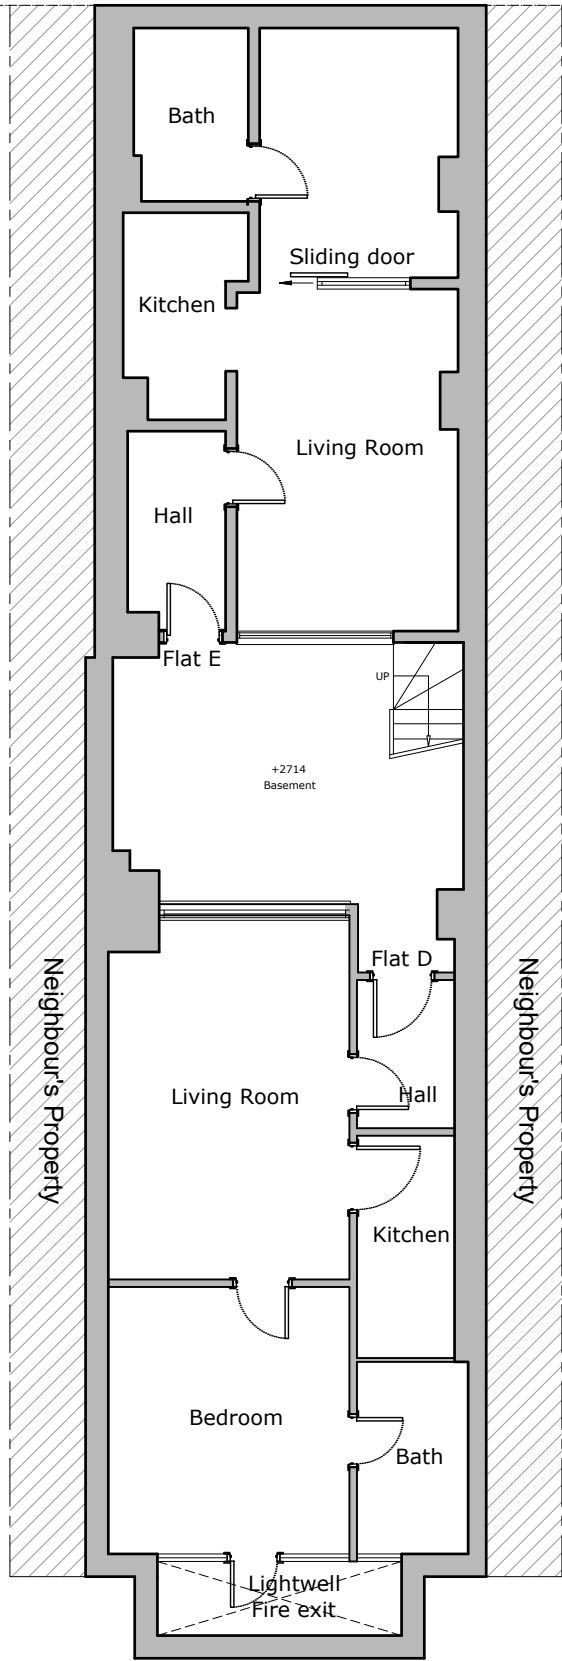 Bath
Sliding door
Kitchen
Living Room
Hall
Flat E
UP
+2714
Basement
Flat D
Neighbour's Property
Neighbour's Property
Living Room
Hall
Kitchen
Bedroom
Bath
Lightwell
Fire exit